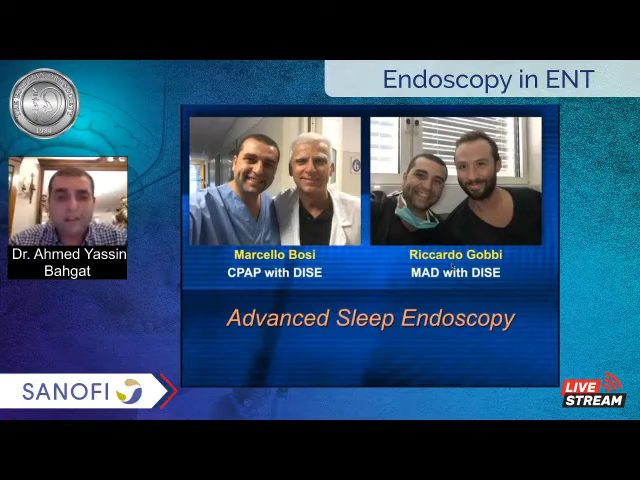 Endoscopy in ENT
1984
Dr. Ahmed Yassin
Bahgat
Marcello Bosi
CPAP with DISE
Riccardo Gobbi
MAD with DISE
Advanced Sleep Endoscopy
SANOFI
LIVE
STREAM